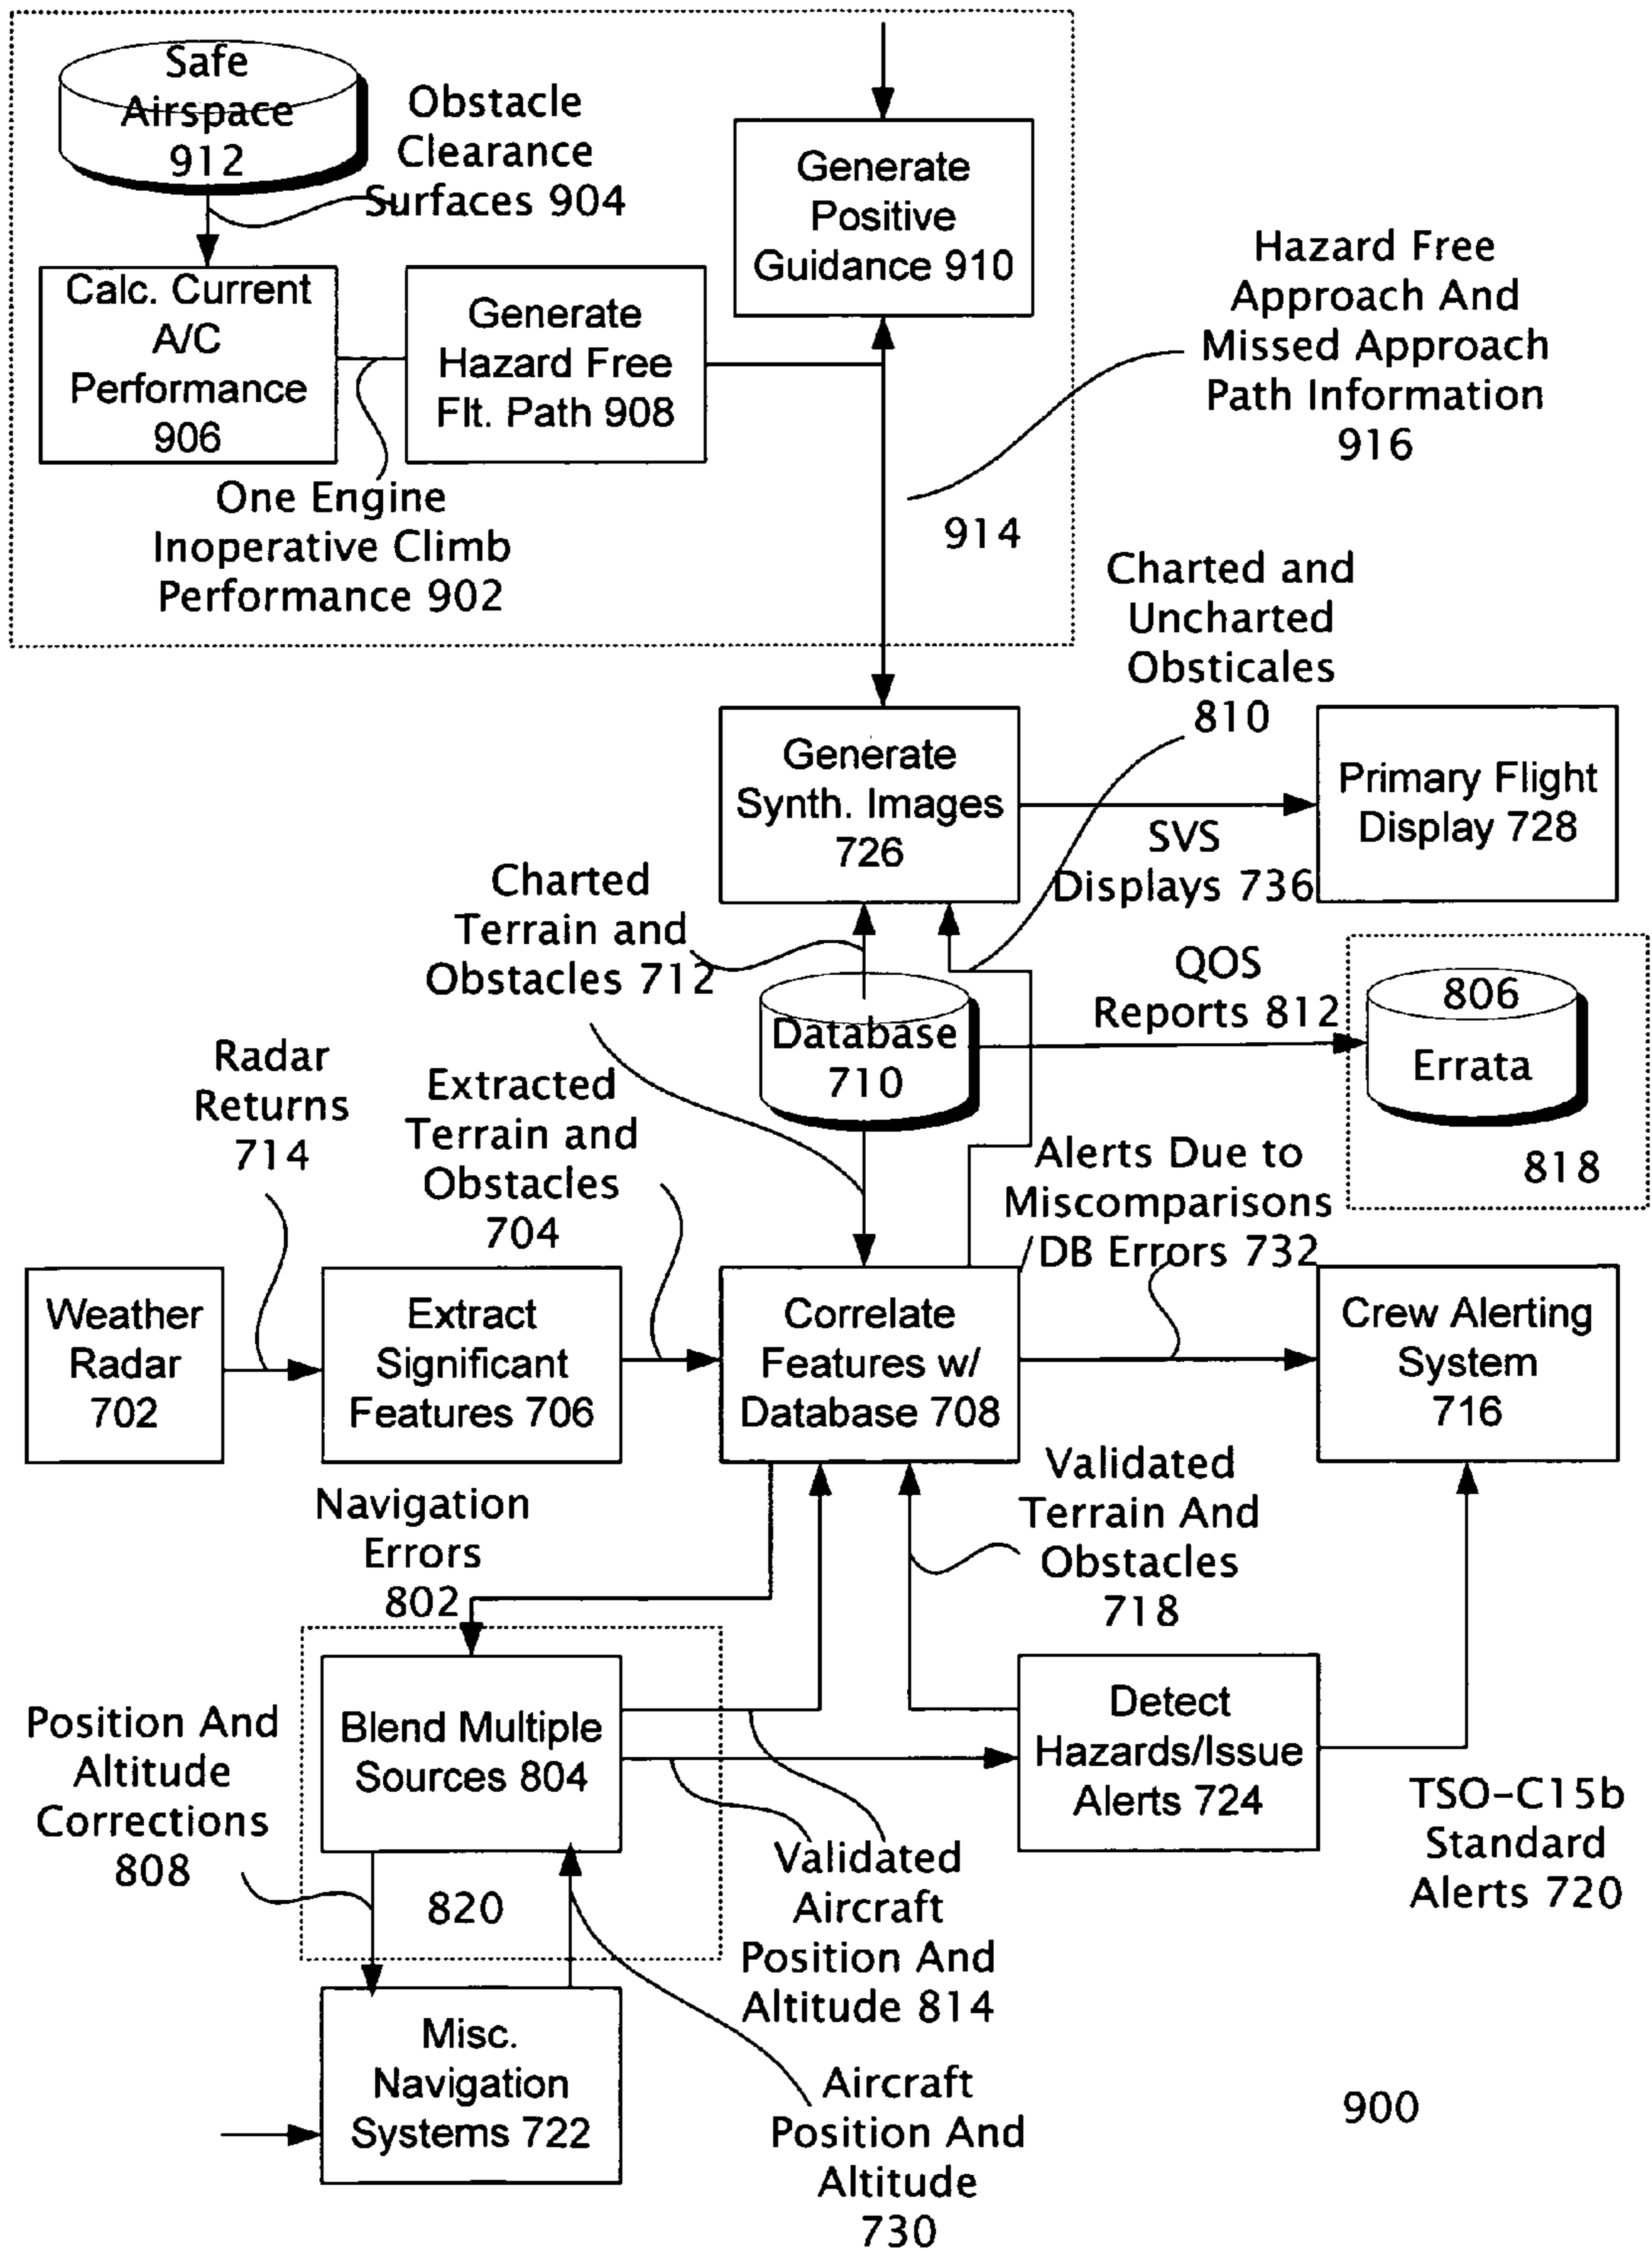 Safe
Airspace
912
Obstacle
Clearance
Surfaces 904
Generate
Positive
Guidance 910
Calc. Current
A/C
Performance
906
Generate
Hazard Free
Flt. Path 908
Hazard Free
Approach And
Missed Approach
Path Information
916
One Engine
Inoperative Climb
Performance 902
914
Charted and
Uncharted
Obsticales
810
Generate
Synth. Images
726
Primary Flight
Display 728
SVS
Displays 736
Charted
Terrain and
Obstacles 712
QOS
Reports 812
806
Errata
818
Database
710
Radar
Returns
714
Extracted
Terrain and
Obstacles
704
Alerts Due to
Miscomparisons
/ DB Errors 732
Weather
Radar
702
Extract
Significant
Features 706
Correlate
Features w/
Database 708
Crew Alerting
System
716
Navigation
Errors
802
Validated
Terrain And
Obstacles
718
Blend Multiple
Sources 804
Detect
Hazards/Issue
Alerts 724
Position And
Altitude
Corrections
808
820
Validated
Aircraft
Position And
Altitude 814
TSO-C15b
Standard
Alerts 720
Misc.
Navigation
Systems 722
Aircraft
Position And
Altitude
730
900